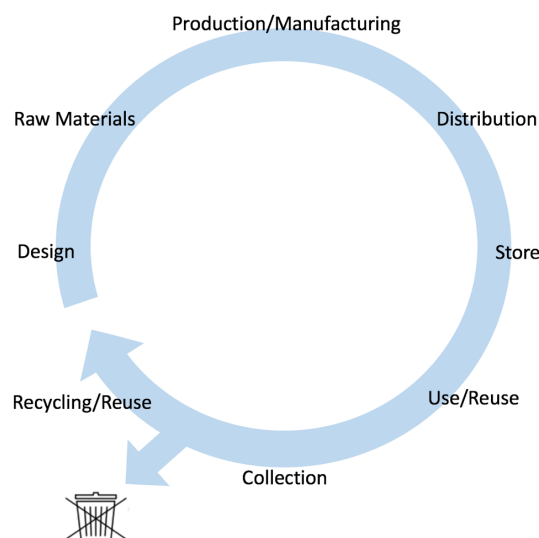 Production/Manufacturing
Raw Materials
Distribution
Design
Store
Recycling/Reuse
Use/Reuse
Collection